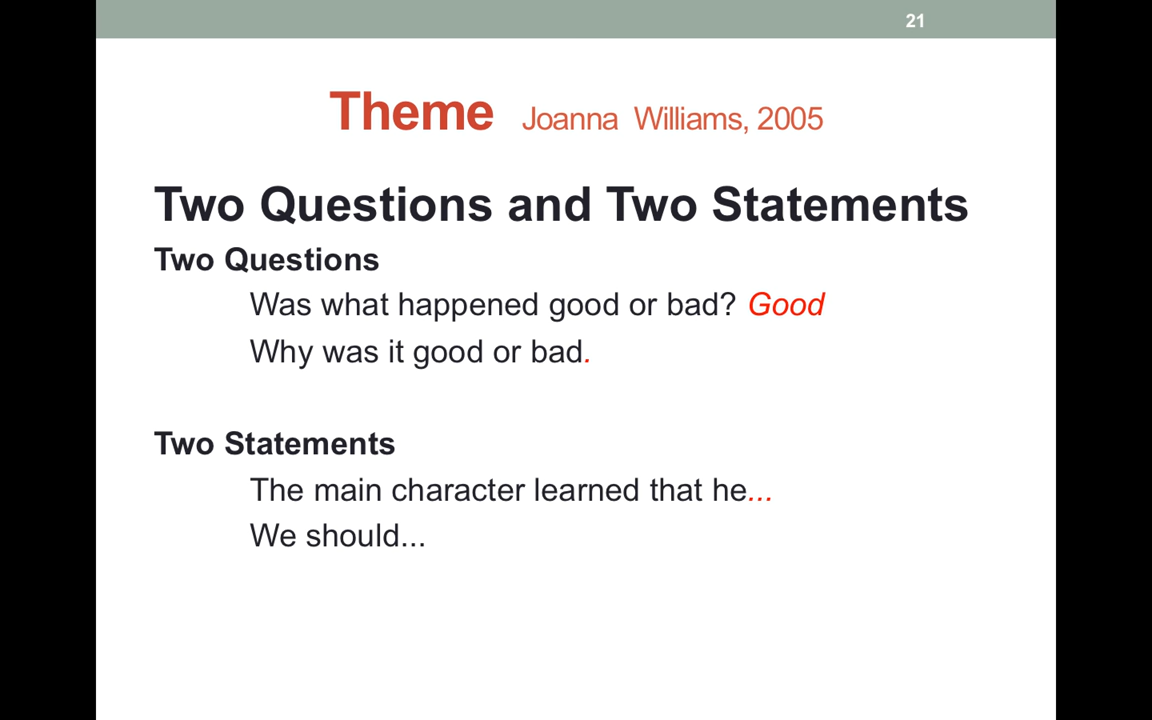 21
Theme Joanna Williams, 2005
Two Questions and Two Statements
Two Questions
Was what happened good or bad? Good
Why was it good or bad.
Two Statements
The main character learned that he...
We should...